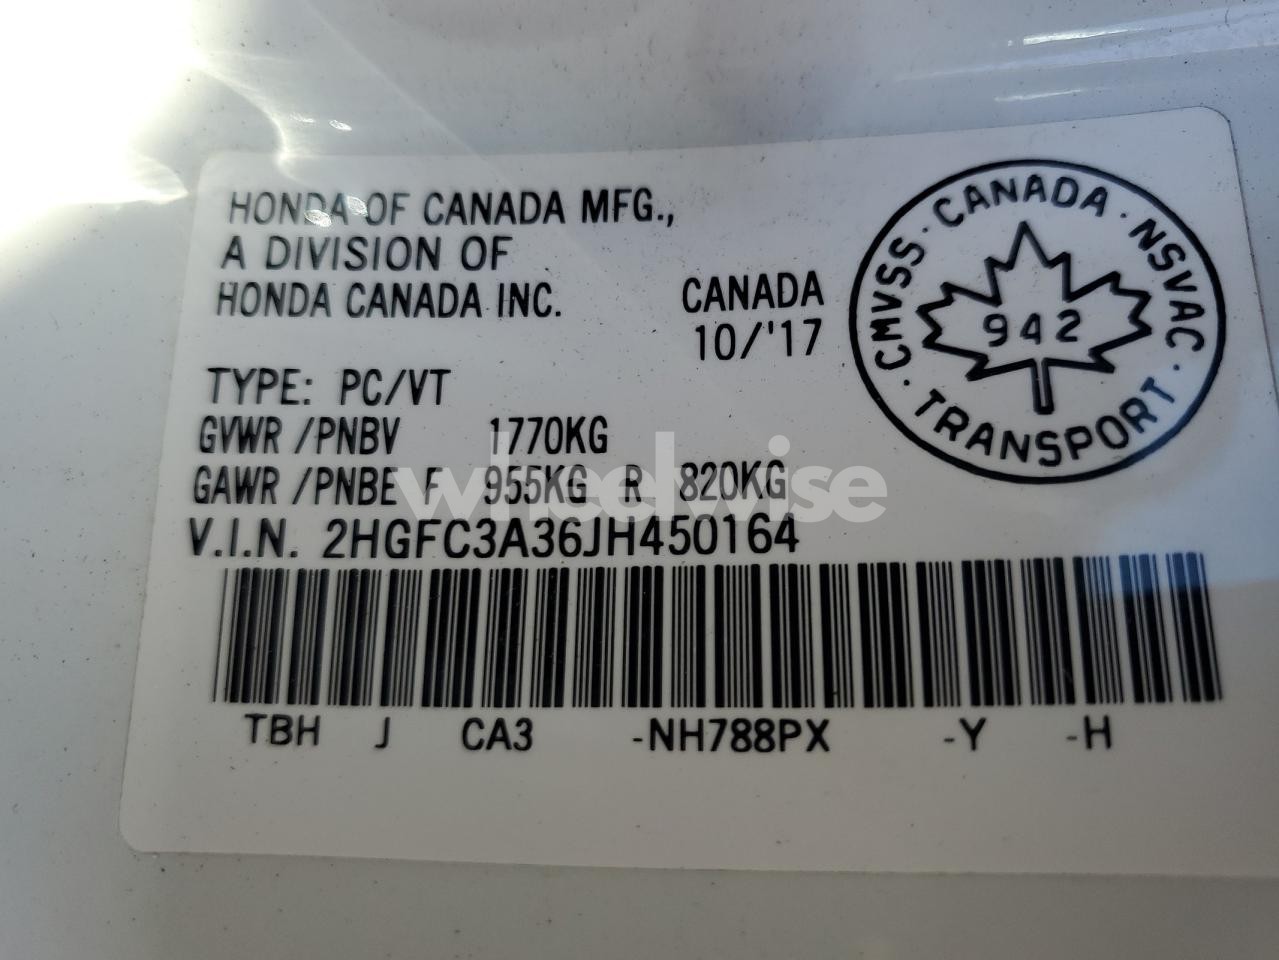 HONDA OF CANADA MFG.,
A DIVISION OF
HONDA CANADA INC.
CANADA
10/'17
CMVSS · CANADA · NSVAC · TRANSPORT ·
942
TYPE: PC/VT
GVWR /PNBV 1770KG
GAWR /PNBE F 955KG R 820KG
wheelwise
V.I.N. 2HGFC3A36JH450164
TBH J CA3 -NH788PX -Y -H